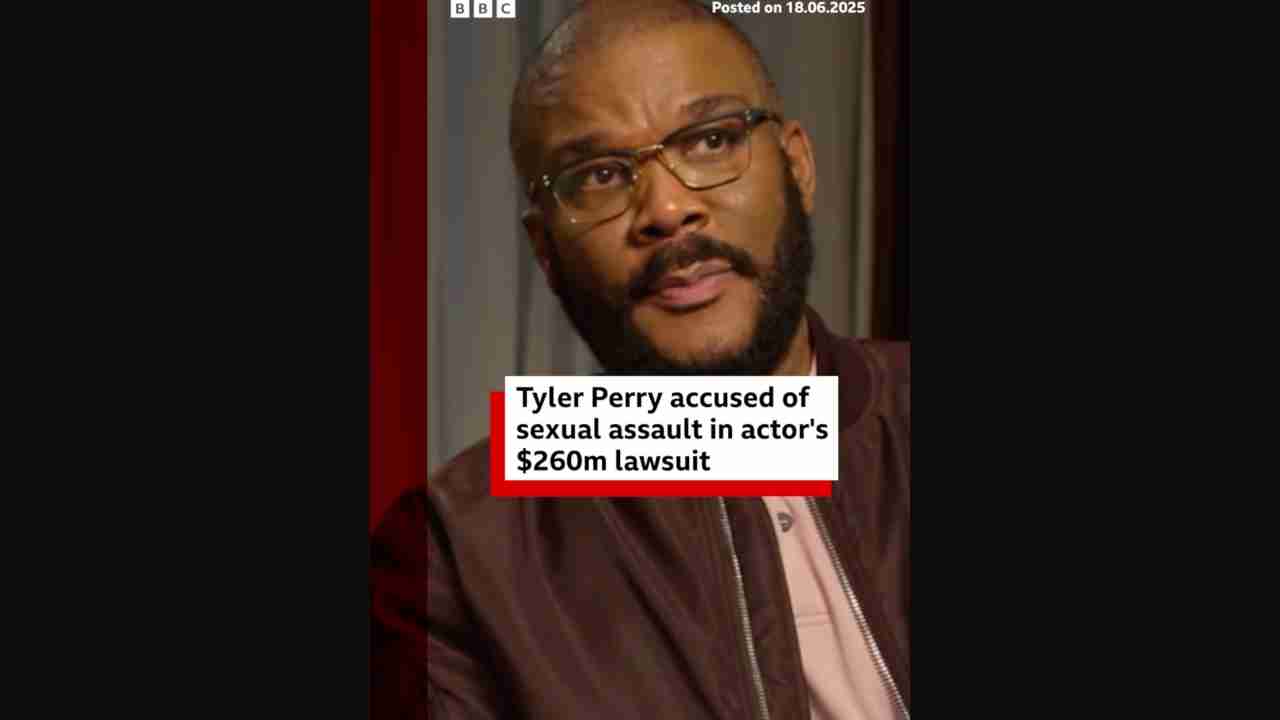 BBC
Posted on 18.06.2025
Tyler Perry accused of
sexual assault in actor's
$260m lawsuit